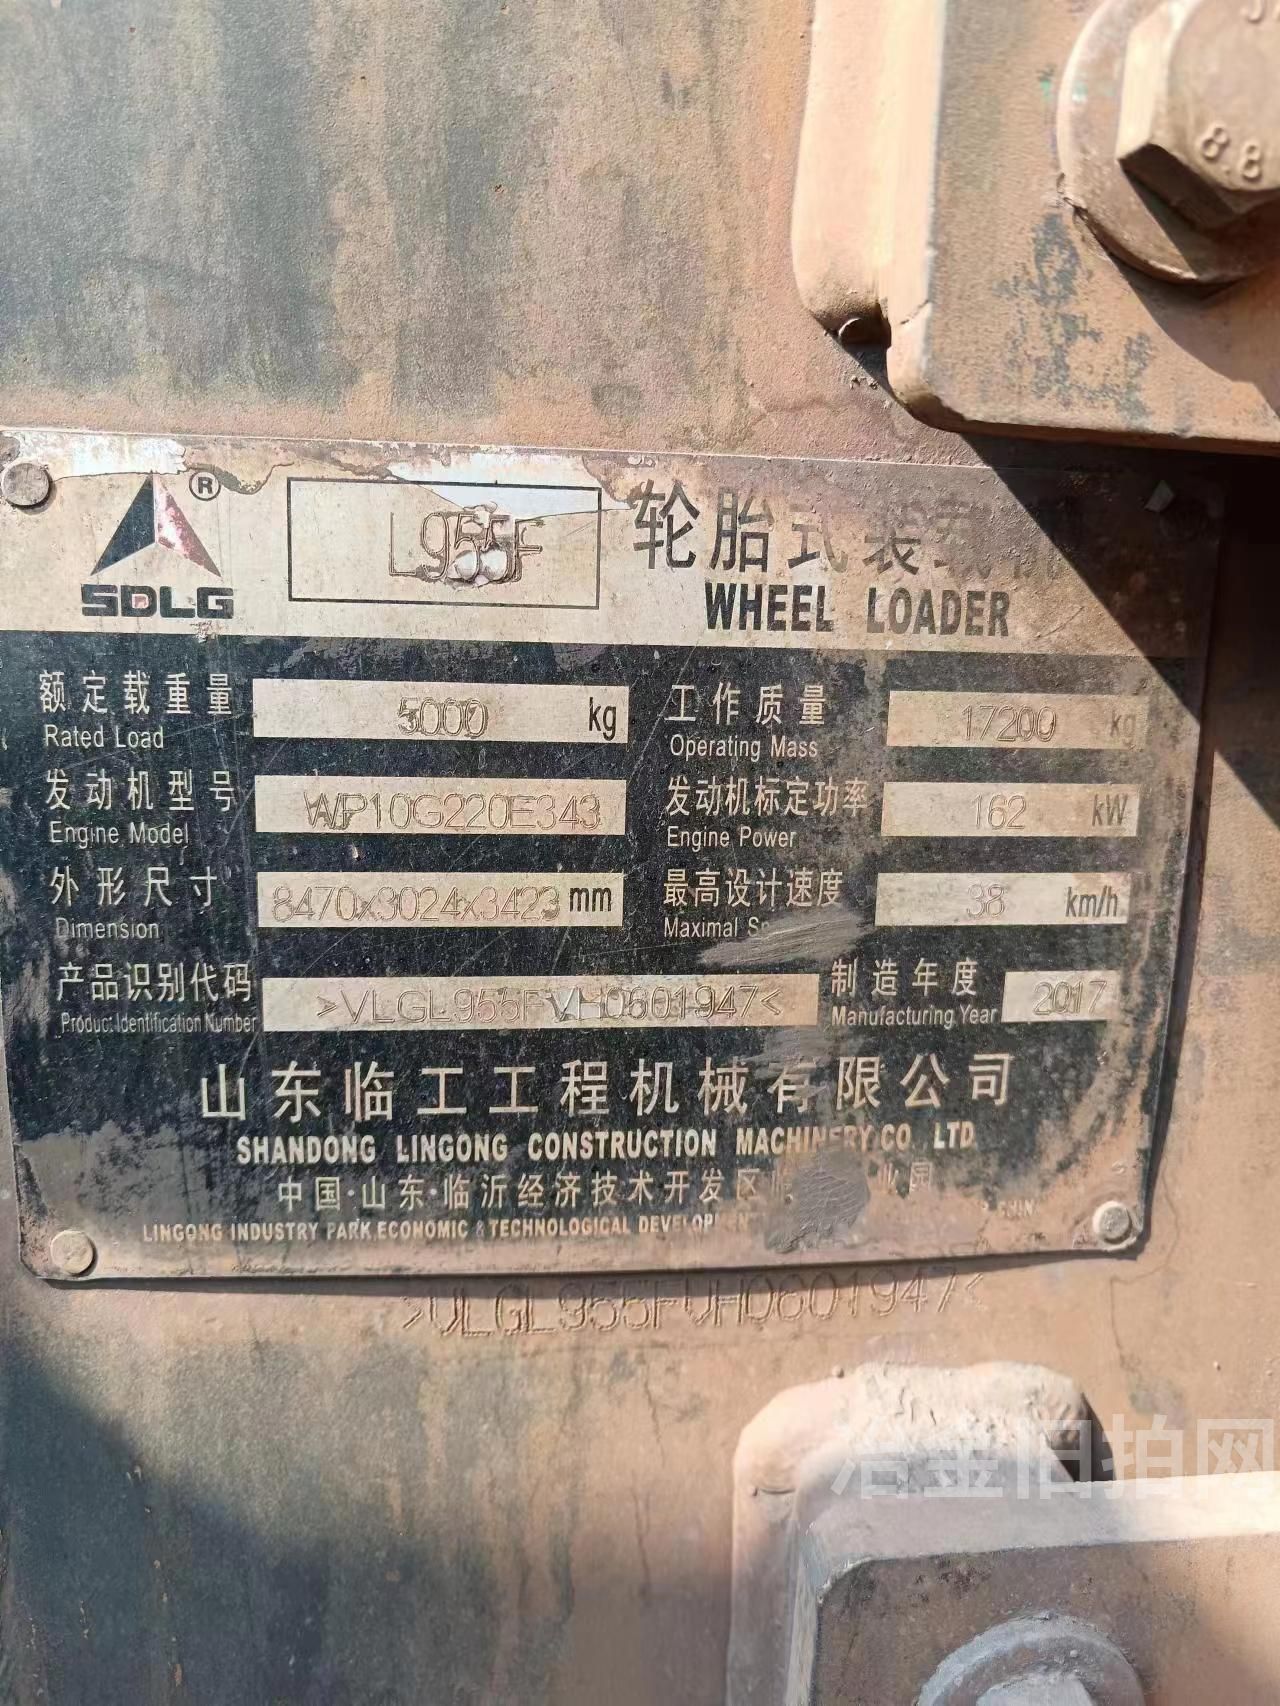 88
®
SDLG
L955F
轮胎式装载机
WHEEL LOADER
额定载重量 5000 kg 工作质量 17200 kg
Rated Load Operating Mass
发动机型号 WP10G220E343 发动机标定功率 162 kW
Engine Model Engine Power
外形尺寸 8470x3024x3423 mm 最高设计速度 38 km/h
Dimension Maximal
产品识别代码 >VLGL955FVH0601947< 制造年度 2017
Product Identification Number Manufacturing Year
山东临工工程机械有限公司
SHANDONG LINGONG CONSTRUCTION MACHINERY CO. LTD
中国·山东·临沂经济技术开发区临 业园
LINGONG INDUSTRY PARK ECONOMIC & TECHNOLOGICAL
>VLGL955FVH0601947<
冶金旧拍网